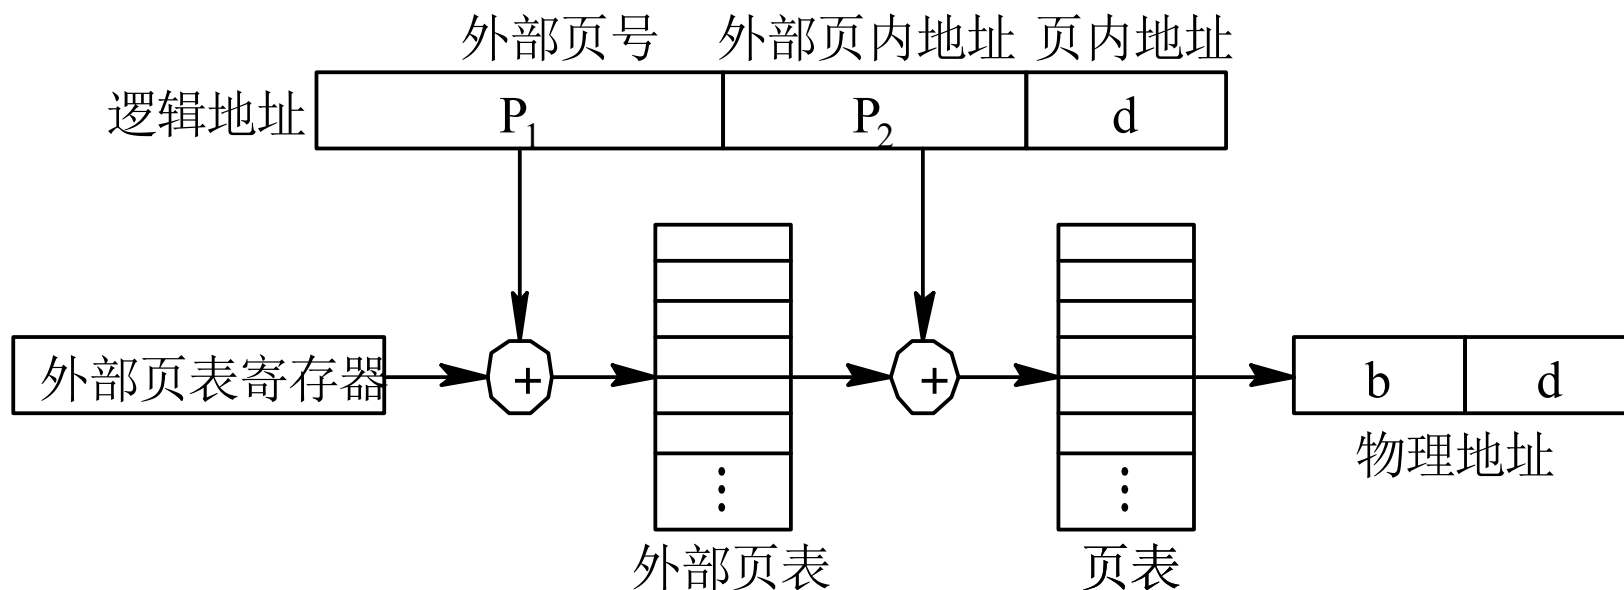 外部页号 外部页内地址 页内地址
逻辑地址 P1 P2 d
外部页表寄存器 + + b d
物理地址
外部页表 页表